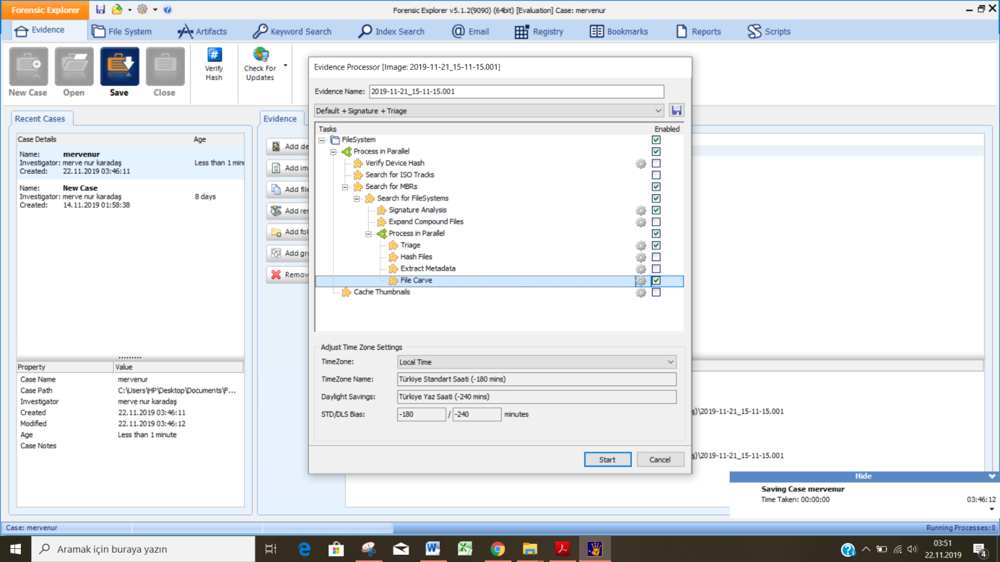 Forensic Explorer
Forensic Explorer v5.1.2(9090) (64bit) [Evaluation] Case: mervenur
Evidence
File System
Artifacts
Keyword Search
Index Search
Email
Registry
Bookmarks
Reports
Scripts
New Case
Open
Save
Close
Verify
Hash
Check For
Updates
Recent Cases
Case Details Age
Name: mervenur
Investigator: merve nur karadaş Less than 1 min
Created: 22.11.2019 03:46:11
Name: New Case
Investigator: merve nur karadaş 8 days
Created: 14.11.2019 01:58:38
Property Value
Case Name mervenur
Case Path C:\Users\HP\Desktop\Documents\F...
Investigator merve nur karadaş
Created 22.11.2019 03:46:11
Modified 22.11.2019 03:46:12
Age Less than 1 minute
Case Notes
Evidence
Add de
Add im
Add file
Add re
Add fol
Add gr
Remov
Evidence Processor [Image: 2019-11-21_15-11-15.001]
Evidence Name: 2019-11-21_15-11-15.001
Default + Signature + Triage
Tasks Enabled
FileSystem
Process in Parallel
Verify Device Hash
Search for ISO Tracks
Search for MBRs
Search for FileSystems
Signature Analysis
Expand Compound Files
Process in Parallel
Triage
Hash Files
Extract Metadata
File Carve
Cache Thumbnails
Adjust Time Zone Settings
TimeZone: Local Time
TimeZone Name: Türkiye Standart Saati (-180 mins)
Daylight Savings: Türkiye Yaz Saati (-240 mins)
STD/DLS Bias: -180 / -240 minutes
Start
Cancel
ş)\2019-11-21_15-11-15.001
ş)\2019-11-21_15-11-15.001
Hide
Saving Case mervenur
Time Taken: 00:00:00 03:46:12
Case: mervenur
Running Processes: 0
Aramak için buraya yazın
03:51
22.11.2019
4